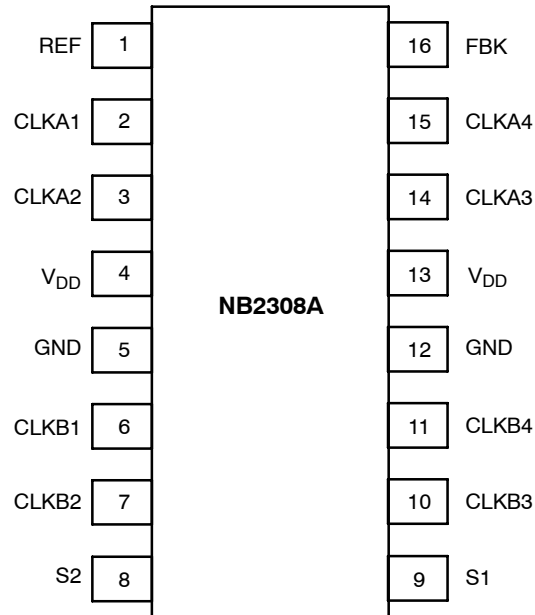 REF 1 16 FBK
CLKA1 2 15 CLKA4
CLKA2 3 14 CLKA3
VDD 4 13 VDD
NB2308A
GND 5 12 GND
CLKB1 6 11 CLKB4
CLKB2 7 10 CLKB3
S2 8 9 S1